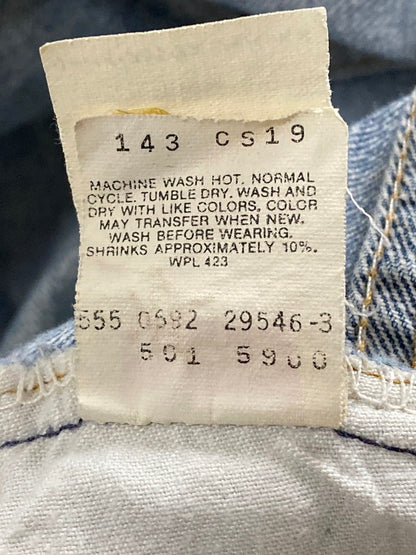 143 CS19
MACHINE WASH HOT, NORMAL
CYCLE. TUMBLE DRY. WASH AND
DRY WITH LIKE COLORS, COLOR
MAY TRANSFER WHEN NEW.
WASH BEFORE WEARING.
SHRINKS APPROXIMATELY 10%.
WPL 423
555 0692 29546-3
501 5900